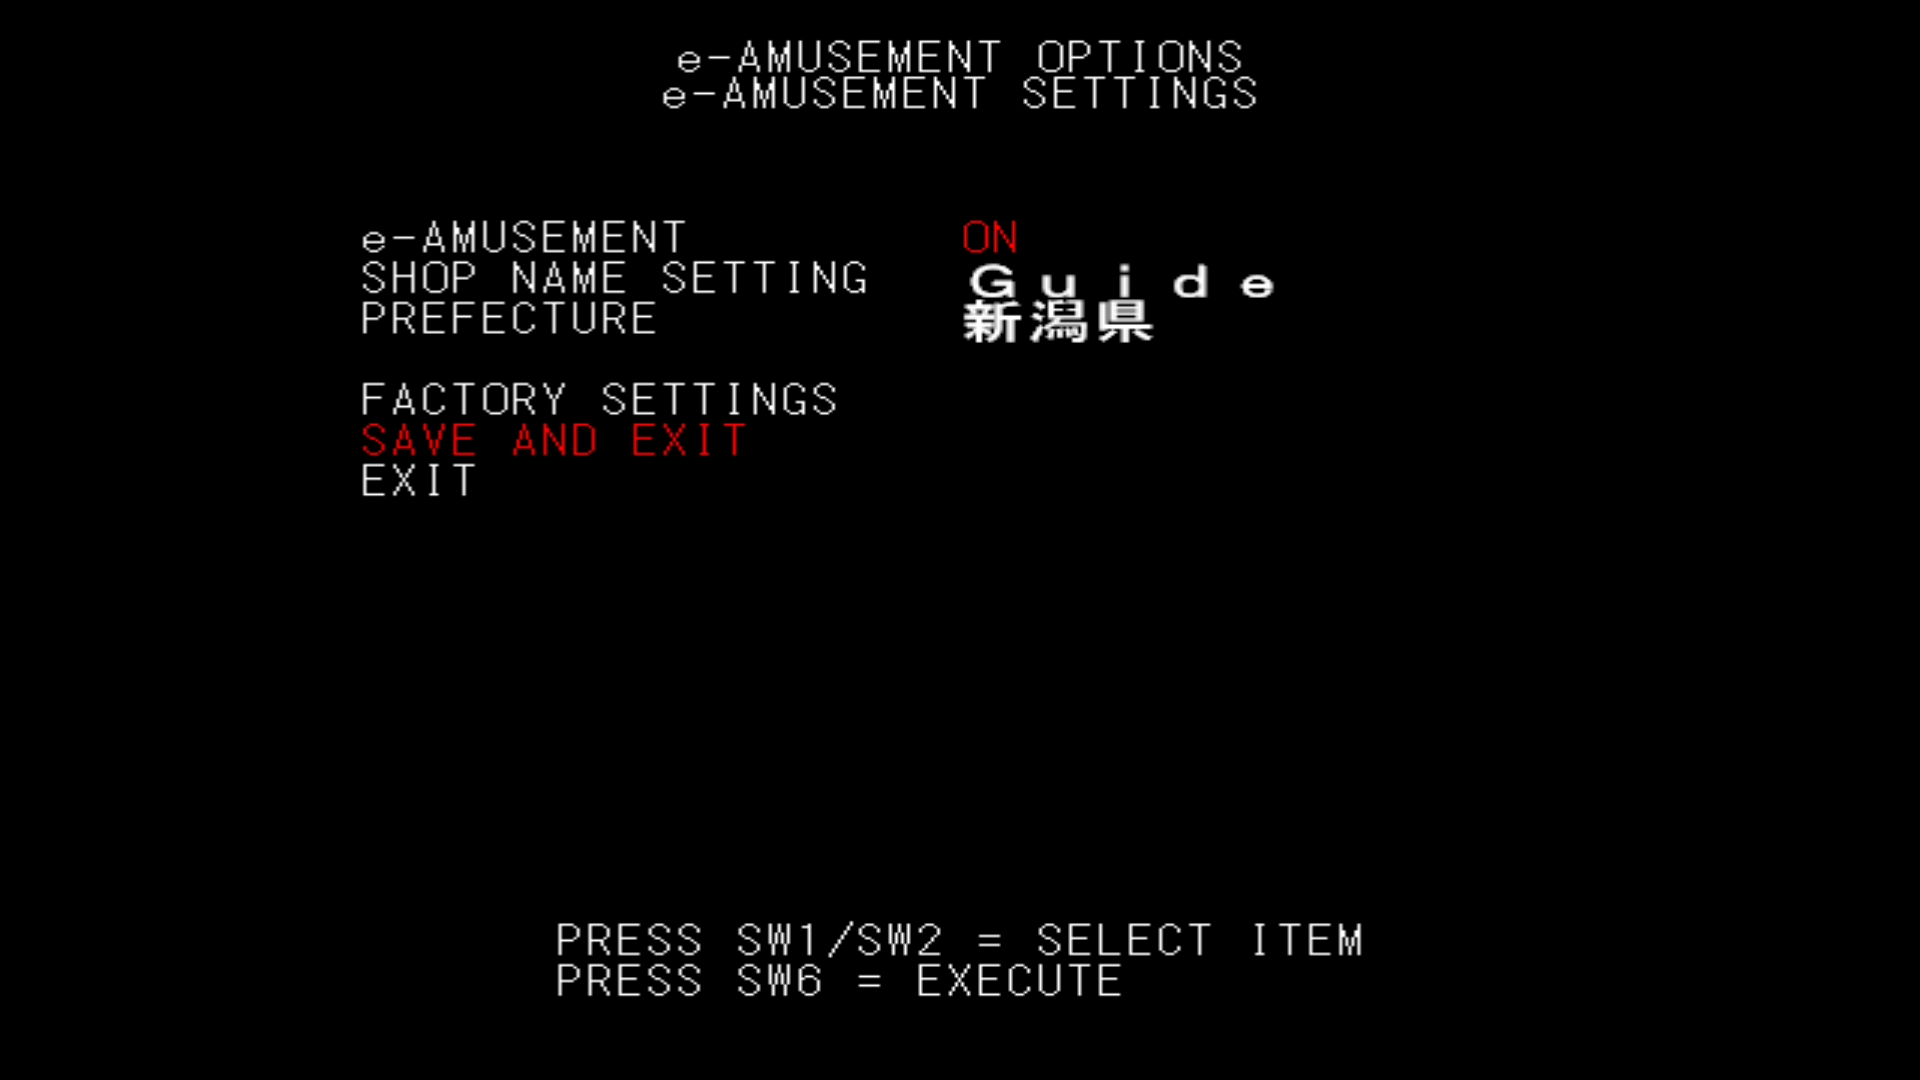 e-AMUSEMENT OPTIONS
e-AMUSEMENT SETTINGS
e-AMUSEMENT ON
SHOP NAME SETTING Ｇｕｉｄｅ
PREFECTURE 新潟県
FACTORY SETTINGS
SAVE AND EXIT
EXIT
PRESS SW1/SW2 = SELECT ITEM
PRESS SW6 = EXECUTE